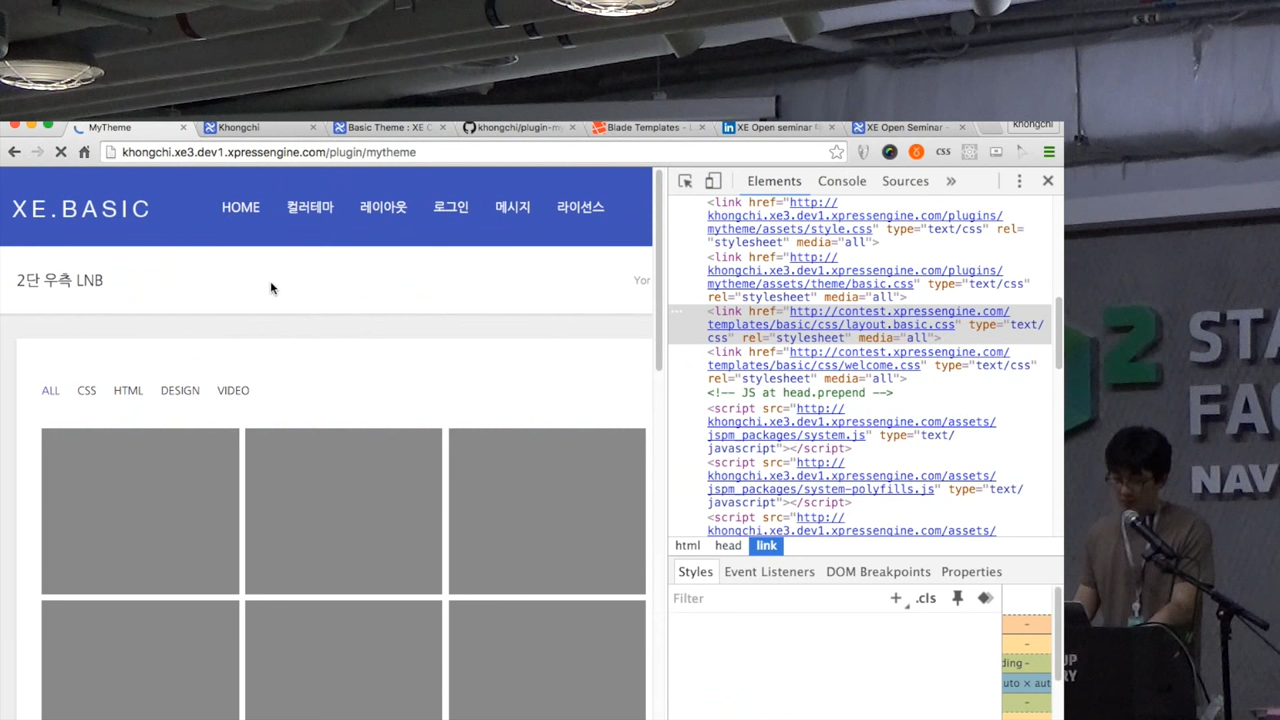 MyTheme
Khongchi
Basic Theme : XE C
khongchi/plugin-my
Blade Templates - L
XE Open seminar
XE Open Seminar -
khongchi
khongchi.xe3.dev1.xpressengine.com/plugin/mytheme
css
XE.BASIC
HOME
컬러테마
레이아웃
로그인
메시지
라이선스
2단 우측 LNB
Yor
ALL
CSS
HTML
DESIGN
VIDEO
Elements
Console
Sources
<link href="http://
khongchi.xe3.dev1.xpressengine.com/plugins/
mytheme/assets/style.css" type="text/css" rel=
"stylesheet" media="all">
<link href="http://
khongchi.xe3.dev1.xpressengine.com/plugins/
mytheme/assets/theme/basic.css" type="text/css"
rel="stylesheet" media="all">
<link href="http://contest.xpressengine.com/
templates/basic/css/layout.basic.css" type="text/
css" rel="stylesheet" media="all">
<link href="http://contest.xpressengine.com/
templates/basic/css/welcome.css" type="text/css"
rel="stylesheet" media="all">
<!-- JS at head.prepend -->
<script src="http://
khongchi.xe3.dev1.xpressengine.com/assets/
jspm_packages/system.js" type="text/
javascript"></script>
<script src="http://
khongchi.xe3.dev1.xpressengine.com/assets/
jspm_packages/system-polyfills.js" type="text/
javascript"></script>
<script src="http://
khongchi.xe3.dev1.xpressengine.com/assets/
html
head
link
Styles
Event Listeners
DOM Breakpoints
Properties
Filter
.cls
ding -
uto × aut
2 STA
FA
NAV
UP
RY